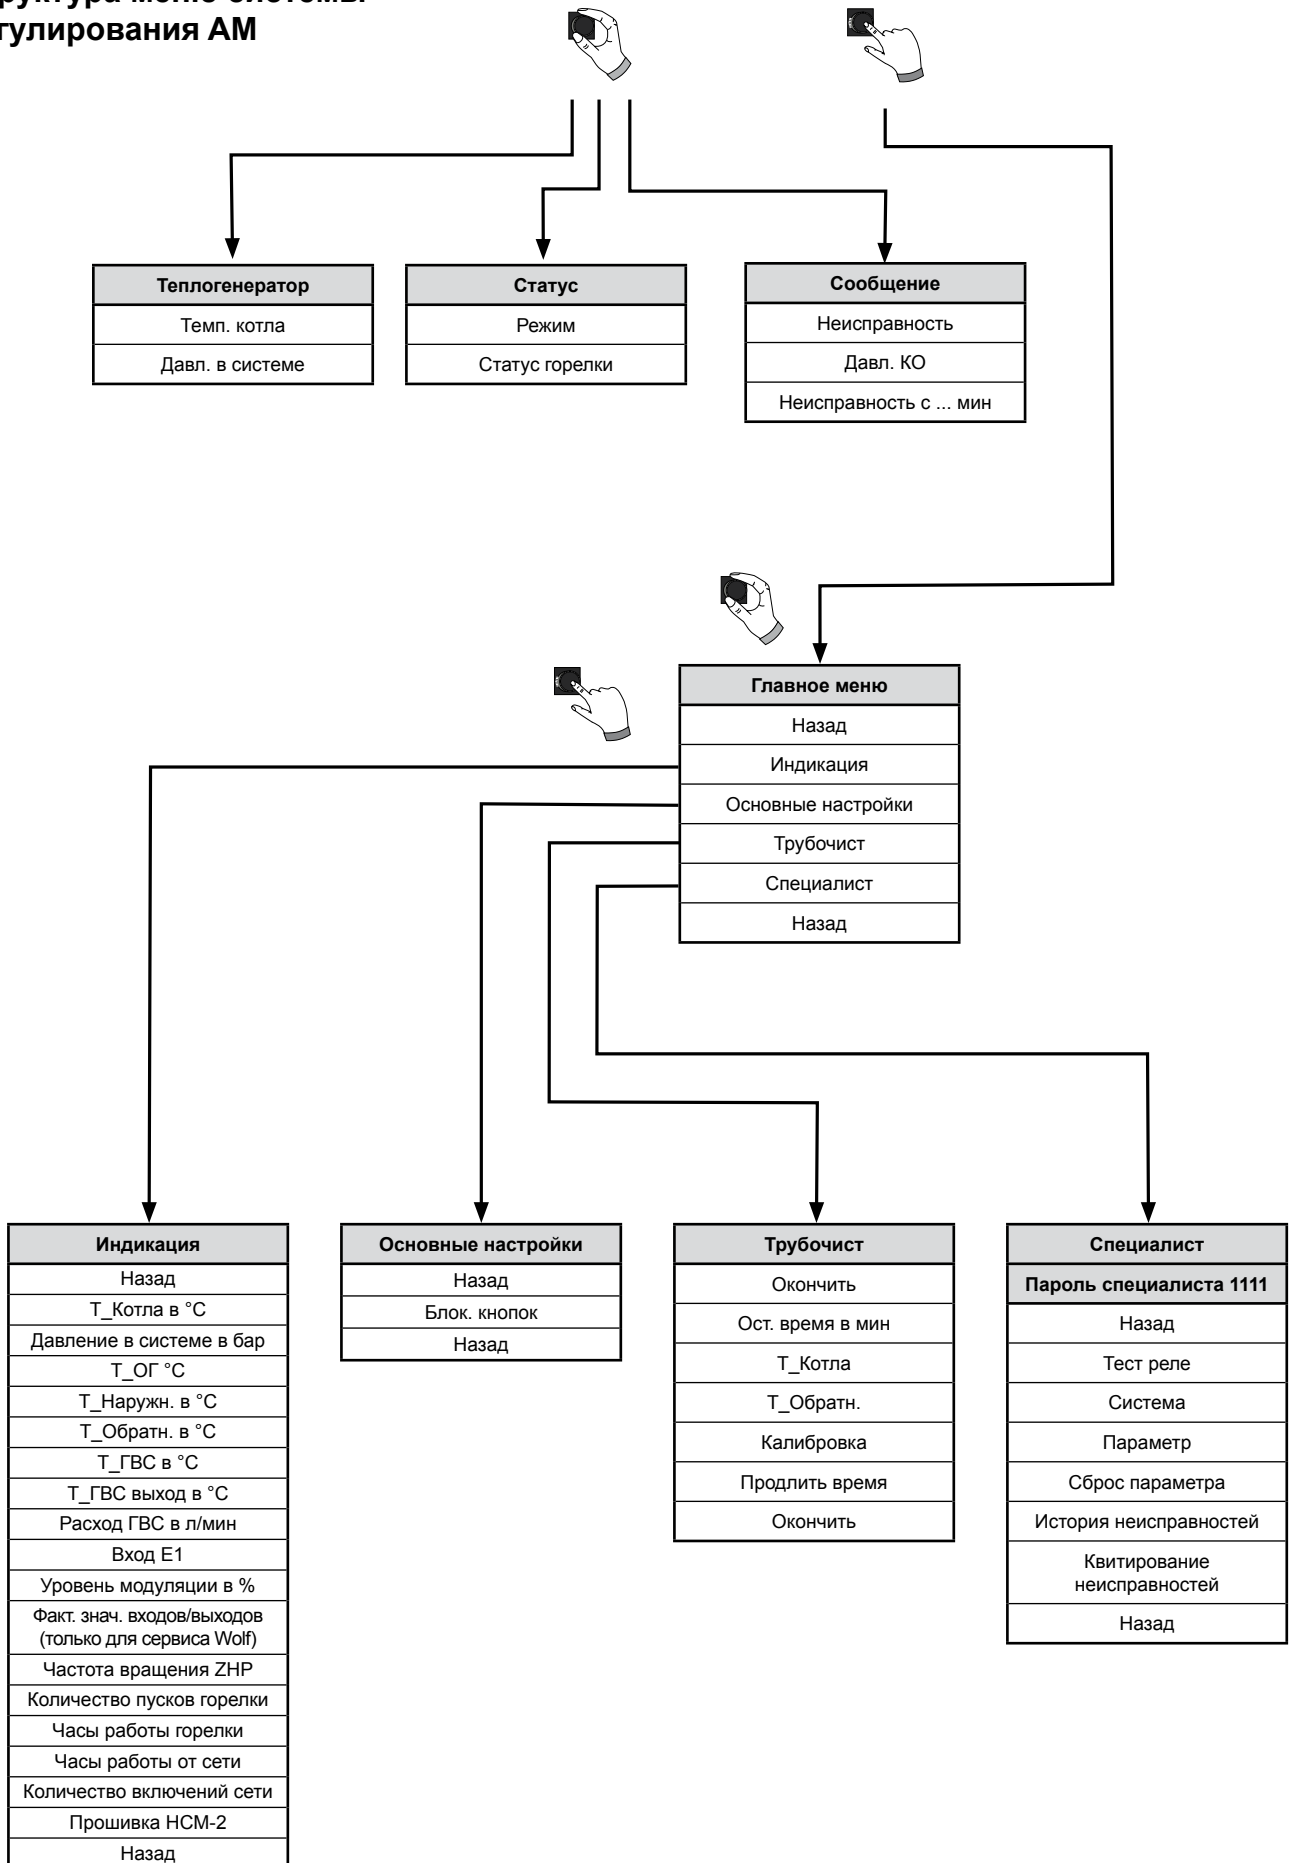 руктура меню системы
гулирования AM
Теплогенератор
Темп. котла
Давл. в системе
Статус
Режим
Статус горелки
Сообщение
Неисправность
Давл. КО
Неисправность с ... мин
Главное меню
Назад
Индикация
Основные настройки
Трубочист
Специалист
Назад
Индикация
Назад
Т_Котла в °C
Давление в системе в бар
Т_ОГ °C
Т_Наружн. в °C
Т_Обратн. в °C
Т_ГВС в °C
Т_ГВС выход в °C
Расход ГВС в л/мин
Вход E1
Уровень модуляции в %
Факт. знач. входов/выходов
(только для сервиса Wolf)
Частота вращения ZHP
Количество пусков горелки
Часы работы горелки
Часы работы от сети
Количество включений сети
Прошивка HCM-2
Назад
Основные настройки
Назад
Блок. кнопок
Назад
Трубочист
Окончить
Ост. время в мин
Т_Котла
Т_Обратн.
Калибровка
Продлить время
Окончить
Специалист
Пароль специалиста 1111
Назад
Тест реле
Система
Параметр
Сброс параметра
История неисправностей
Квитирование
неисправностей
Назад